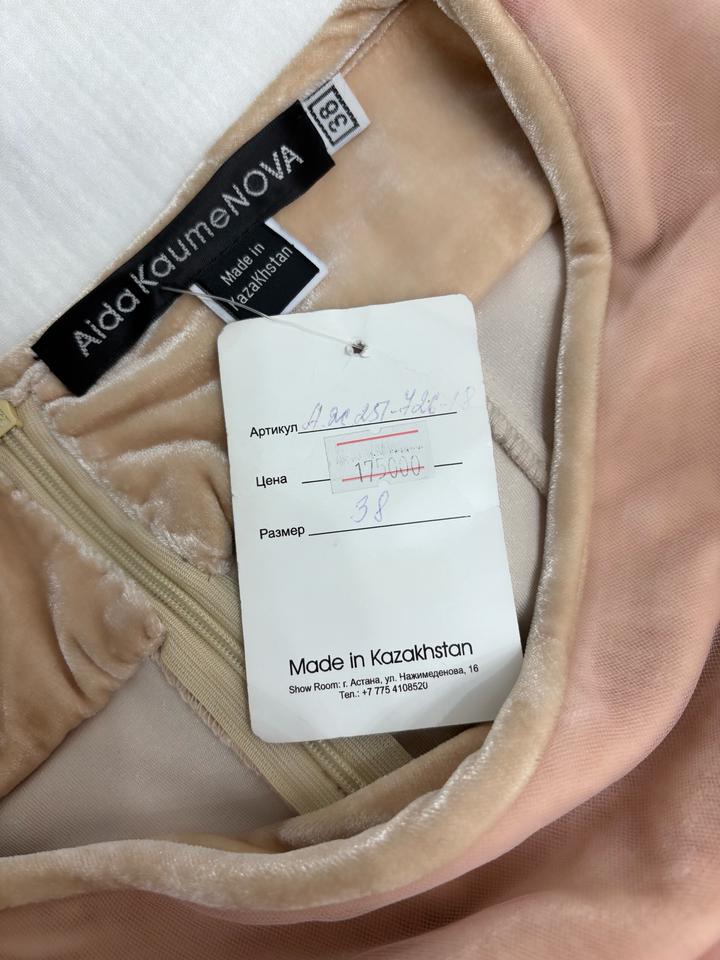 38
Aida KaumeNOVA
Made in
Kazakhstan
Артикул
Цена 175000
Размер 38
Made in Kazakhstan
Show Room: г. Астана, ул. Нажимеденова, 16
Тел.: +7 775 4108520